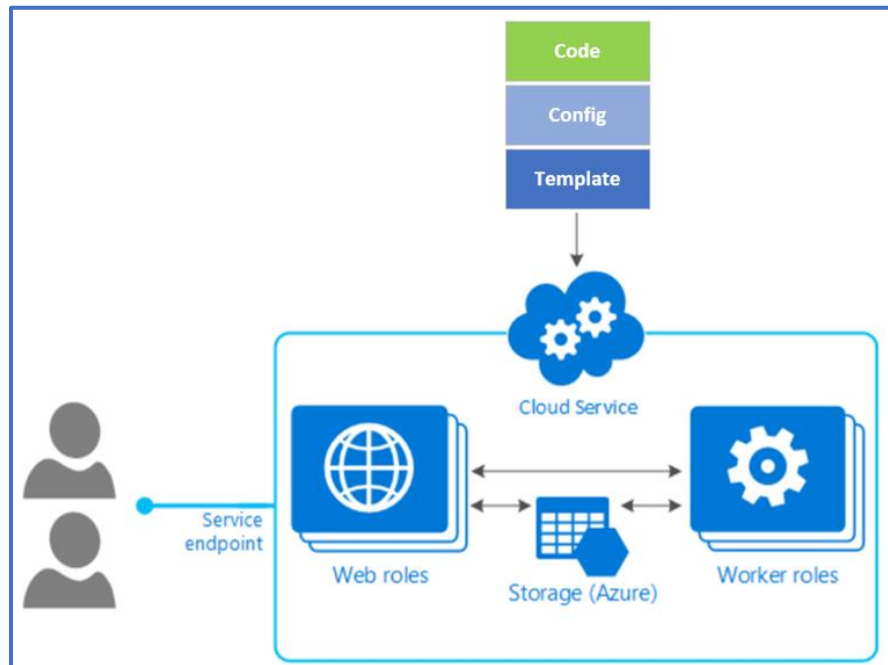 Code
Config
Template
Cloud Service
Service
endpoint
Web roles
Storage (Azure)
Worker roles